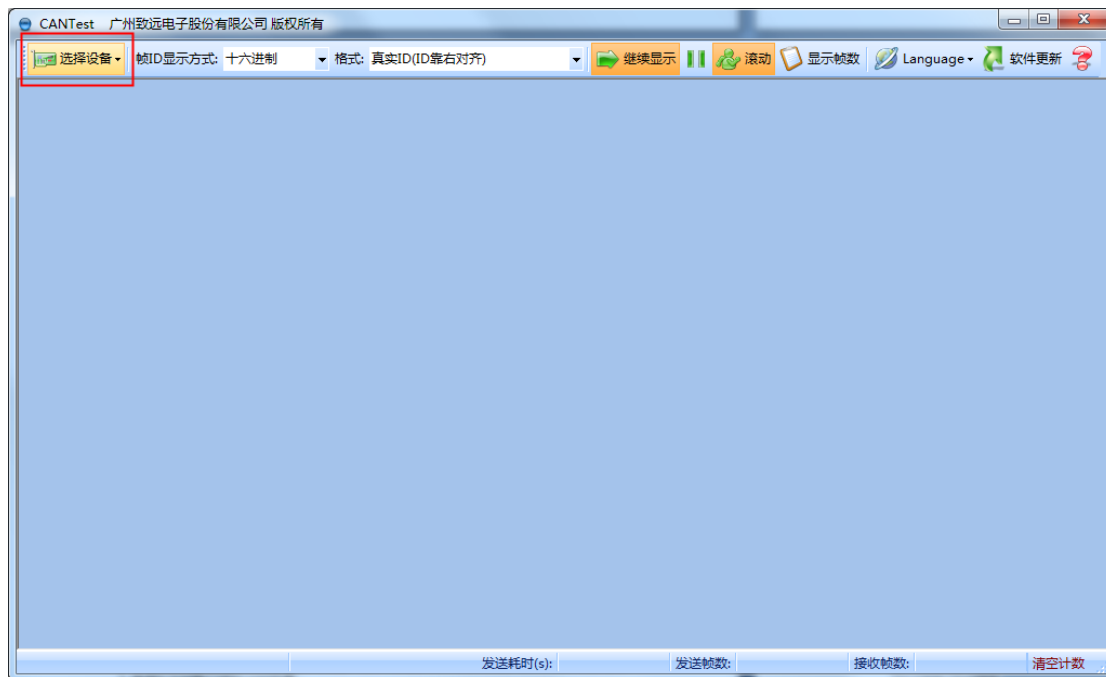 CANTest 广州致远电子股份有限公司 版权所有
选择设备 帧ID显示方式: 十六进制 格式: 真实ID(ID靠右对齐) 继续显示 滚动 显示帧数 Language 软件更新
发送耗时(s): 发送帧数: 接收帧数: 清空计数